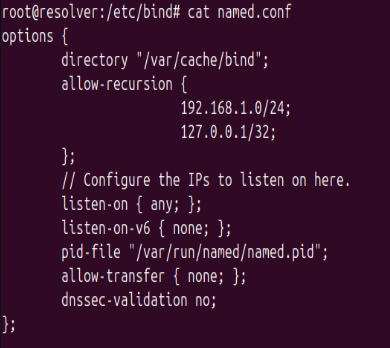 root@resolver:/etc/bind# cat named.conf
options {
        directory "/var/cache/bind";
        allow-recursion {
                        192.168.1.0/24;
                        127.0.0.1/32;
        };
        // Configure the IPs to listen on here.
        listen-on { any; };
        listen-on-v6 { none; };
        pid-file "/var/run/named/named.pid";
        allow-transfer { none; };
        dnssec-validation no;
};